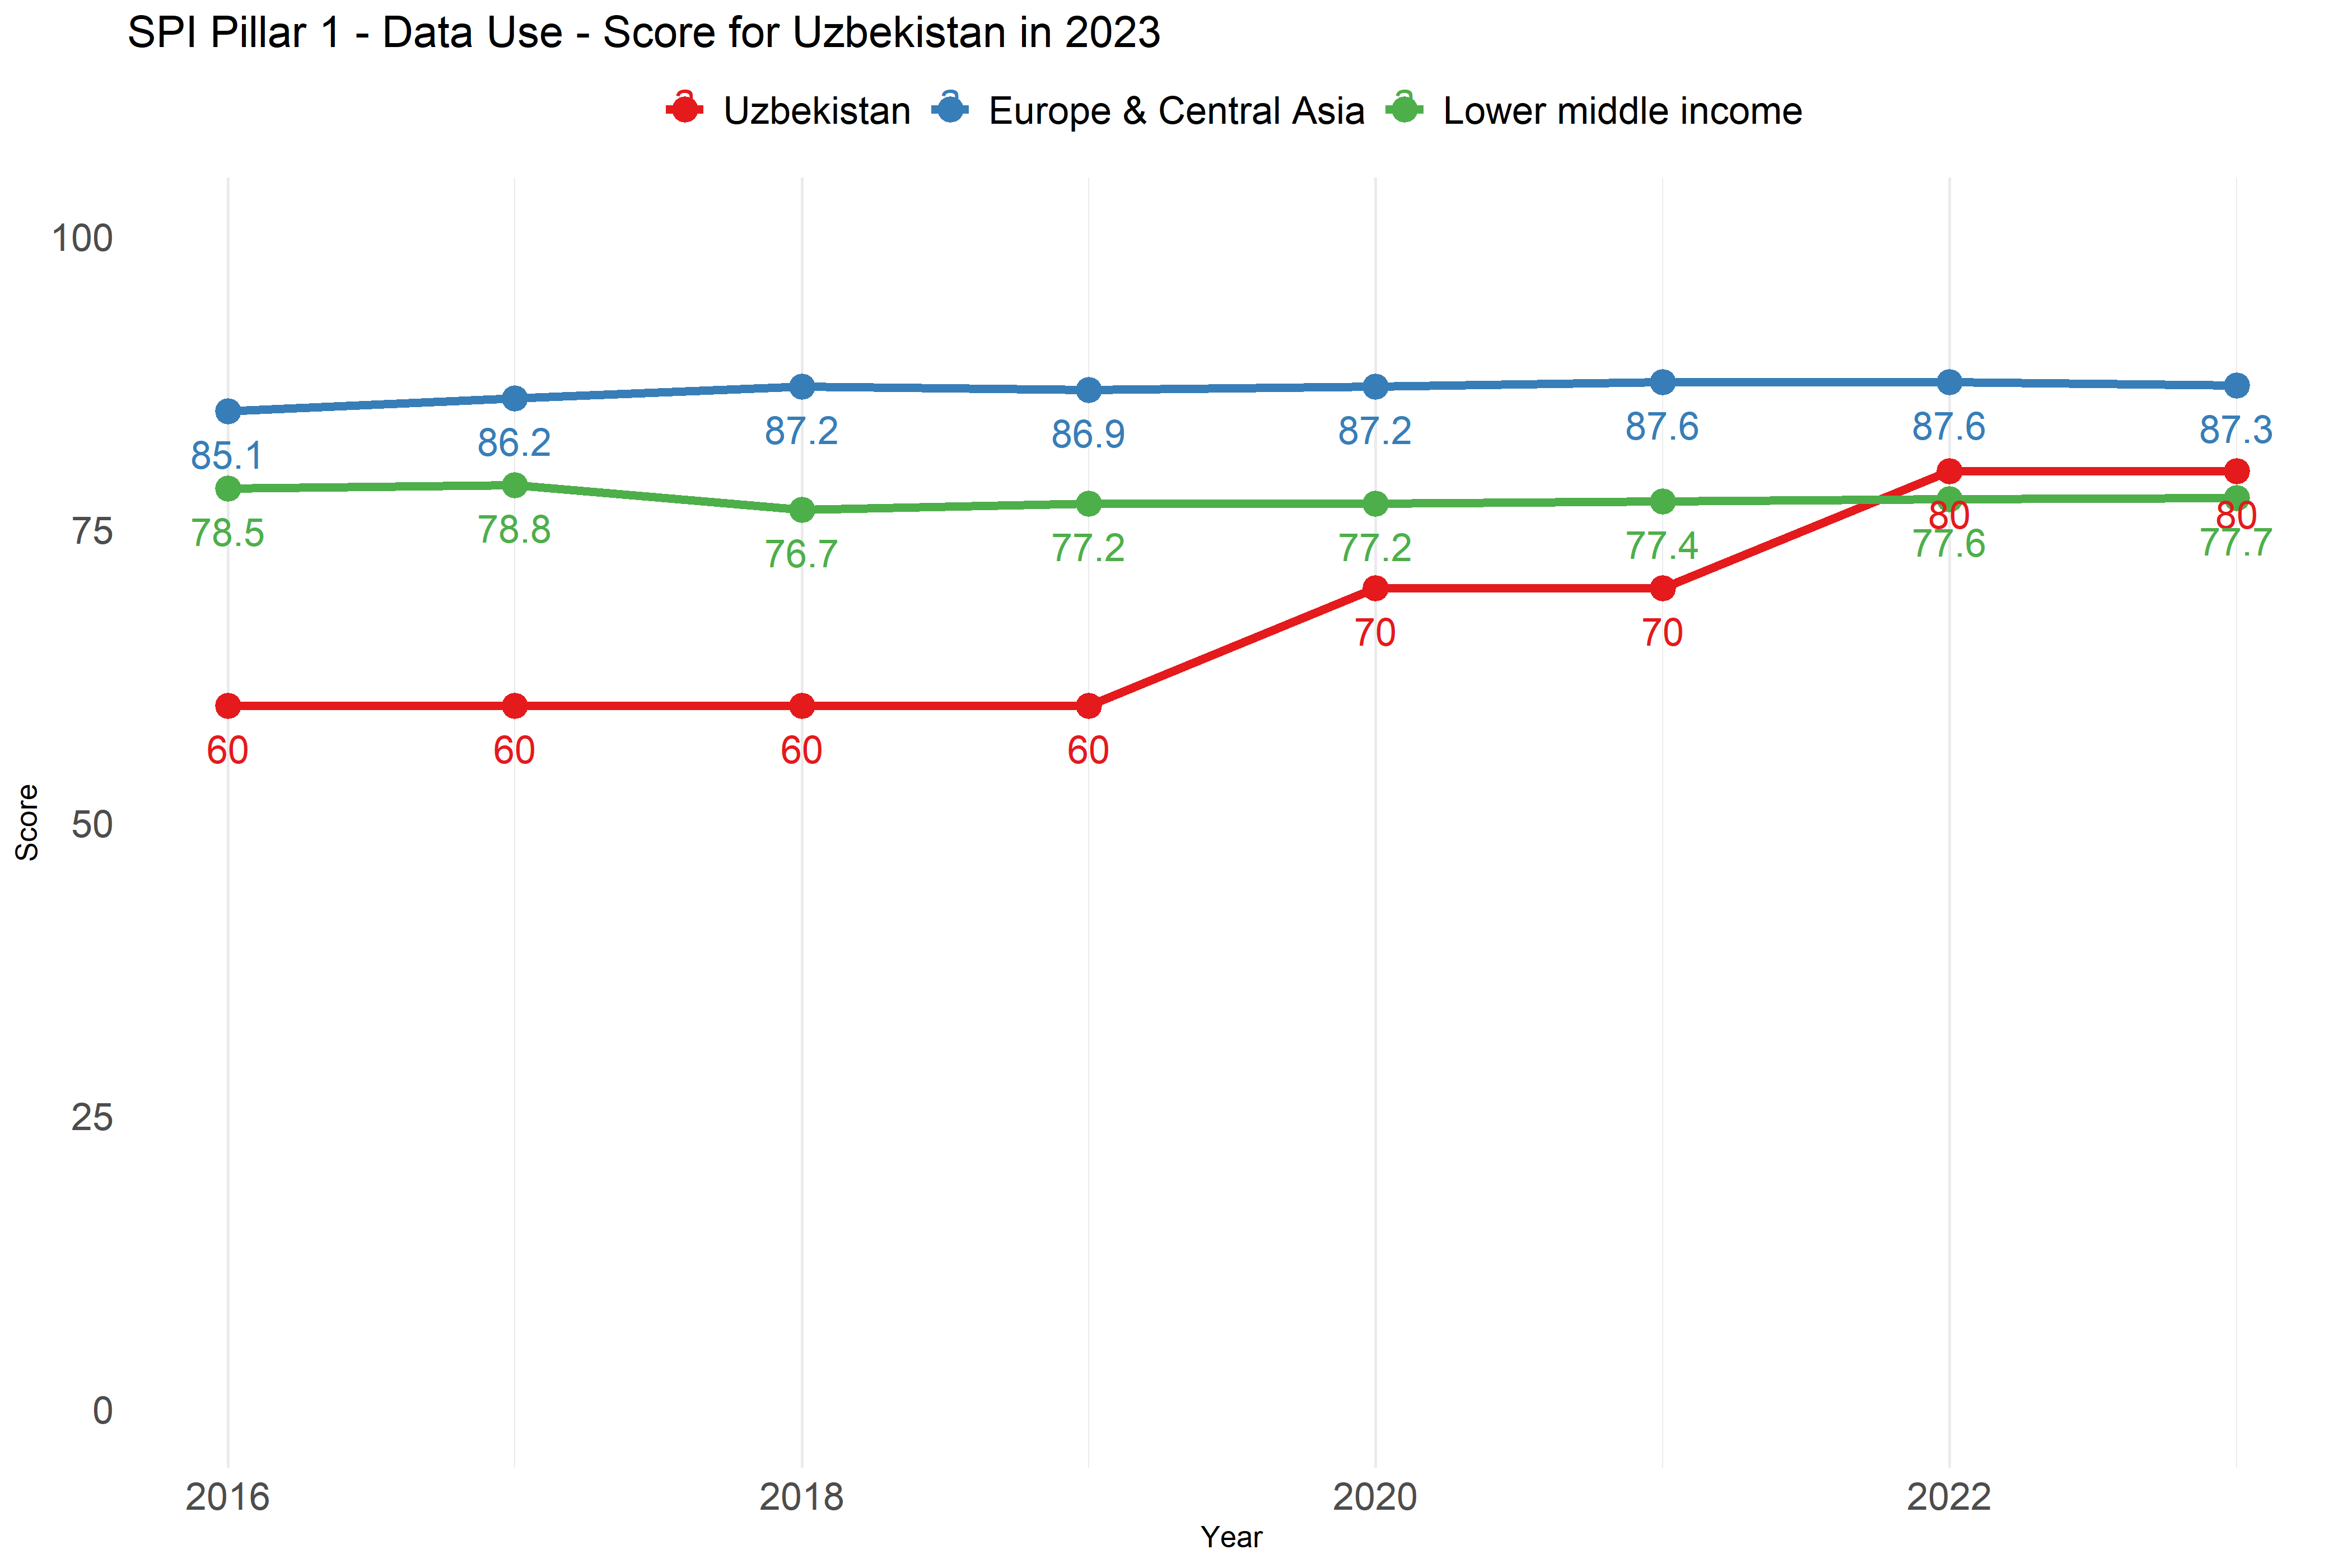 SPI Pillar 1 - Data Use - Score for Uzbekistan in 2023
Uzbekistan Europe & Central Asia Lower middle income
100
75
50
25
0
Score
85.1 86.2 87.2 86.9 87.2 87.6 87.6 87.3
78.5 78.8 76.7 77.2 77.2 77.4 77.6 77.7
60 60 60 60 70 70 80 80
2016 2018 2020 2022
Year